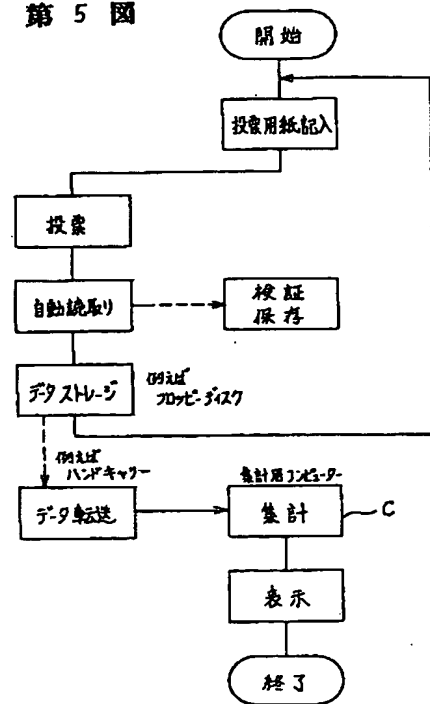 第 5 図
開始
投票用紙記入
投票
自動読取り
検証
保存
データストレージ
例えば
フロッピーディスク
例えば
ハンドキャリー
データ転送
集計用コンピューター
集計
C
表示
終了